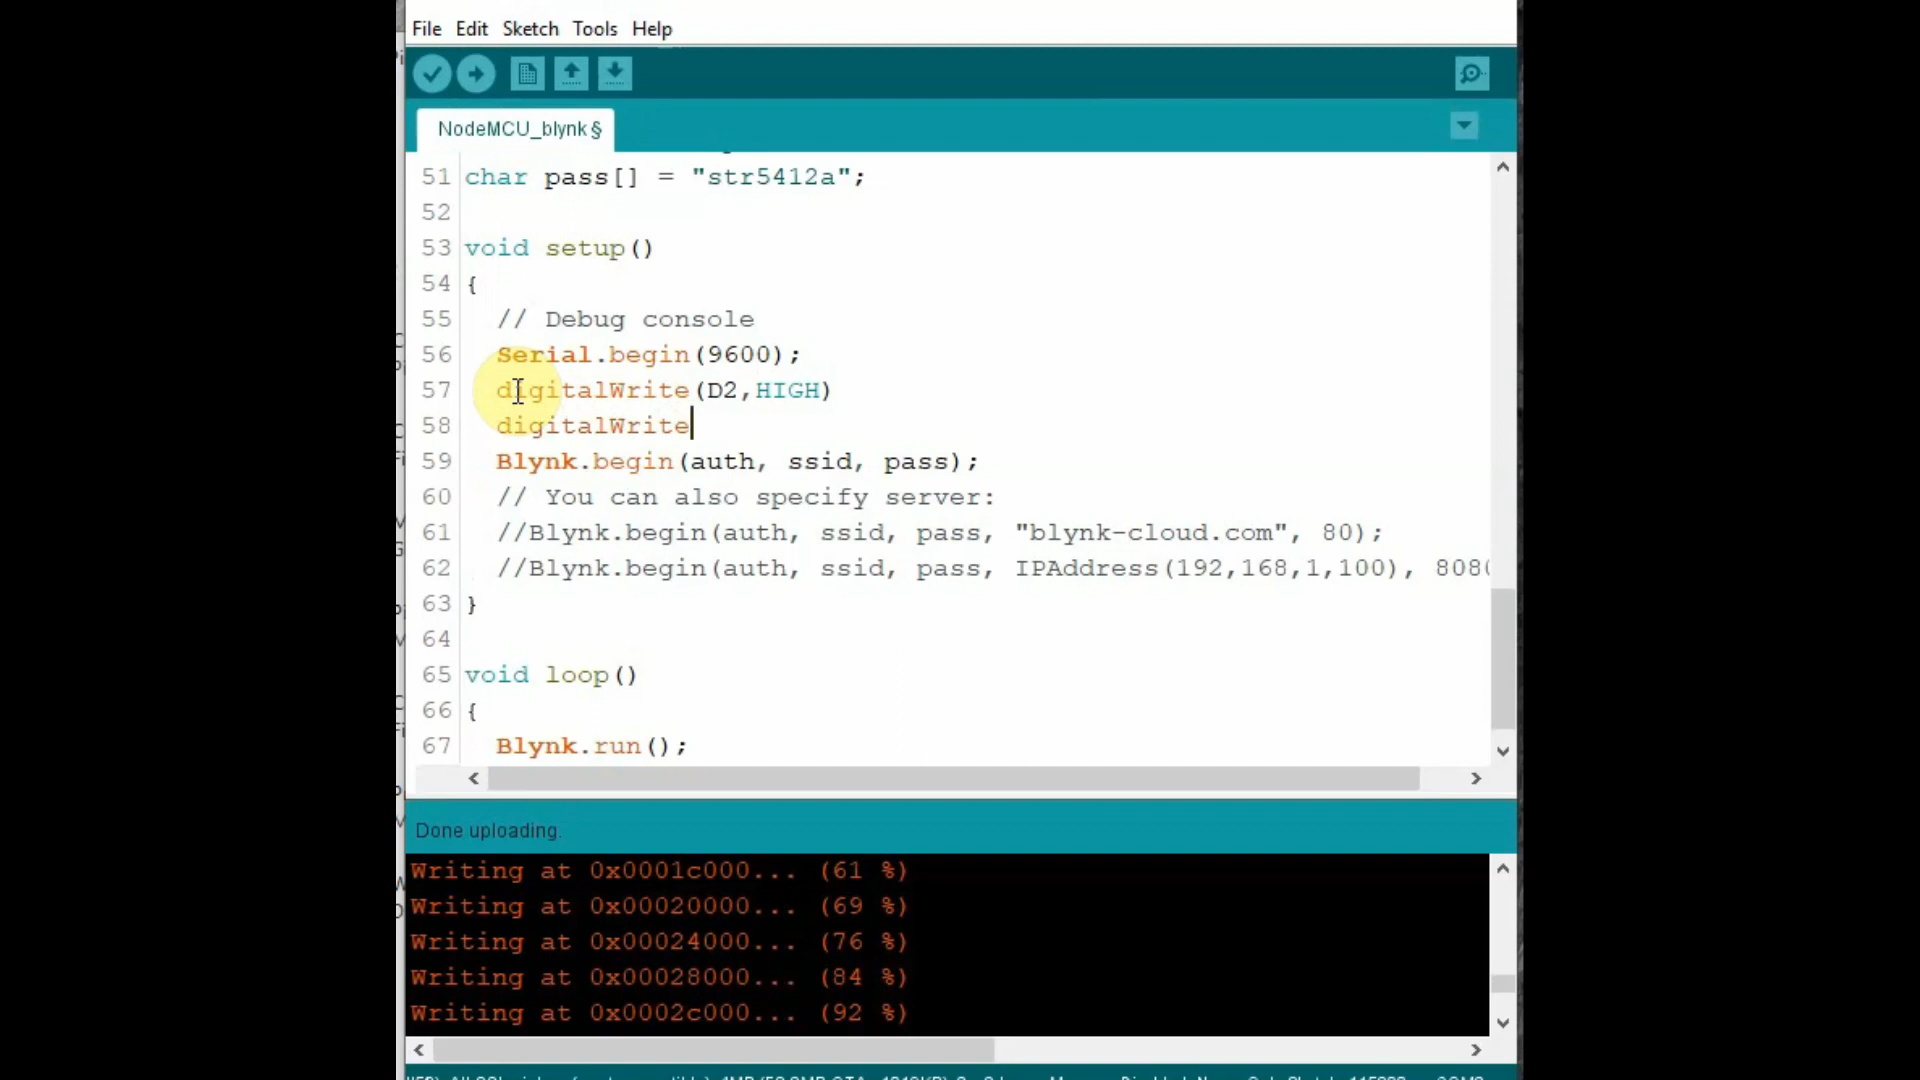 File Edit Sketch Tools Help
NodeMCU_blynk §
51 char pass[] = "str5412a";
52
53 void setup()
54 {
55 // Debug console
56 Serial.begin(9600);
57 digitalWrite(D2,HIGH)
58 digitalWrite
59 Blynk.begin(auth, ssid, pass);
60 // You can also specify server:
61 //Blynk.begin(auth, ssid, pass, "blynk-cloud.com", 80);
62 //Blynk.begin(auth, ssid, pass, IPAddress(192,168,1,100), 808
63 }
64
65 void loop()
66 {
67 Blynk.run();
Done uploading.
Writing at 0x0001c000... (61 %)
Writing at 0x00020000... (69 %)
Writing at 0x00024000... (76 %)
Writing at 0x00028000... (84 %)
Writing at 0x0002c000... (92 %)